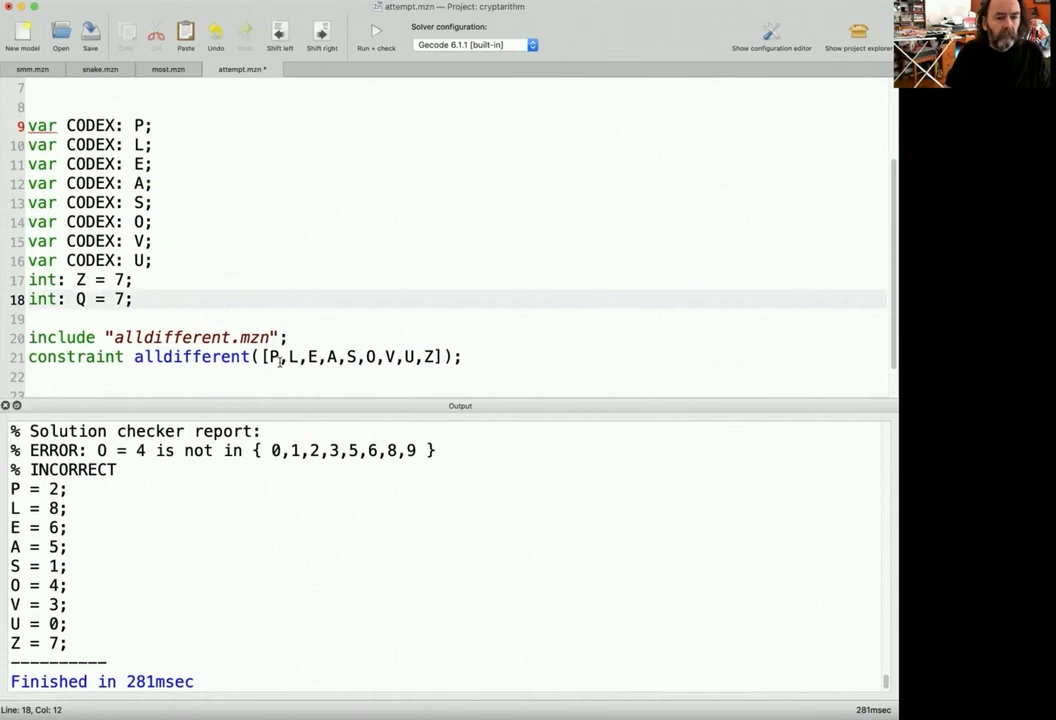 attempt.mzn — Project: cryptarithm
New model
Open
Save
Copy
Cut
Paste
Undo
Redo
Shift left
Shift right
Run + check
Solver configuration:
Gecode 6.1.1 [built-in]
Show configuration editor
Show project explorer
smm.mzn
snake.mzn
most.mzn
attempt.mzn *
7
8
9 var CODEX: P;
10 var CODEX: L;
11 var CODEX: E;
12 var CODEX: A;
13 var CODEX: S;
14 var CODEX: O;
15 var CODEX: V;
16 var CODEX: U;
17 int: Z = 7;
18 int: Q = 7;
19
20 include "alldifferent.mzn";
21 constraint alldifferent([P,L,E,A,S,O,V,U,Z]);
22
23
Output
% Solution checker report:
% ERROR: O = 4 is not in { 0,1,2,3,5,6,8,9 }
% INCORRECT
P = 2;
L = 8;
E = 6;
A = 5;
S = 1;
O = 4;
V = 3;
U = 0;
Z = 7;
----------
Finished in 281msec
Line: 18, Col: 12
281msec